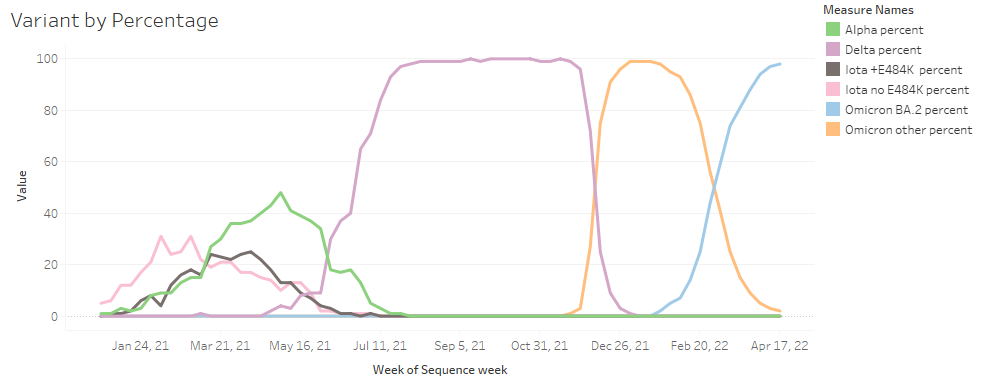 Variant by Percentage
Measure Names
Alpha percent
Delta percent
Iota +E484K percent
Iota no E484K percent
Omicron BA.2 percent
Omicron other percent
100
80
60
40
20
0
Value
Jan 24, 21 Mar 21, 21 May 16, 21 Jul 11, 21 Sep 5, 21 Oct 31, 21 Dec 26, 21 Feb 20, 22 Apr 17, 22
Week of Sequence week